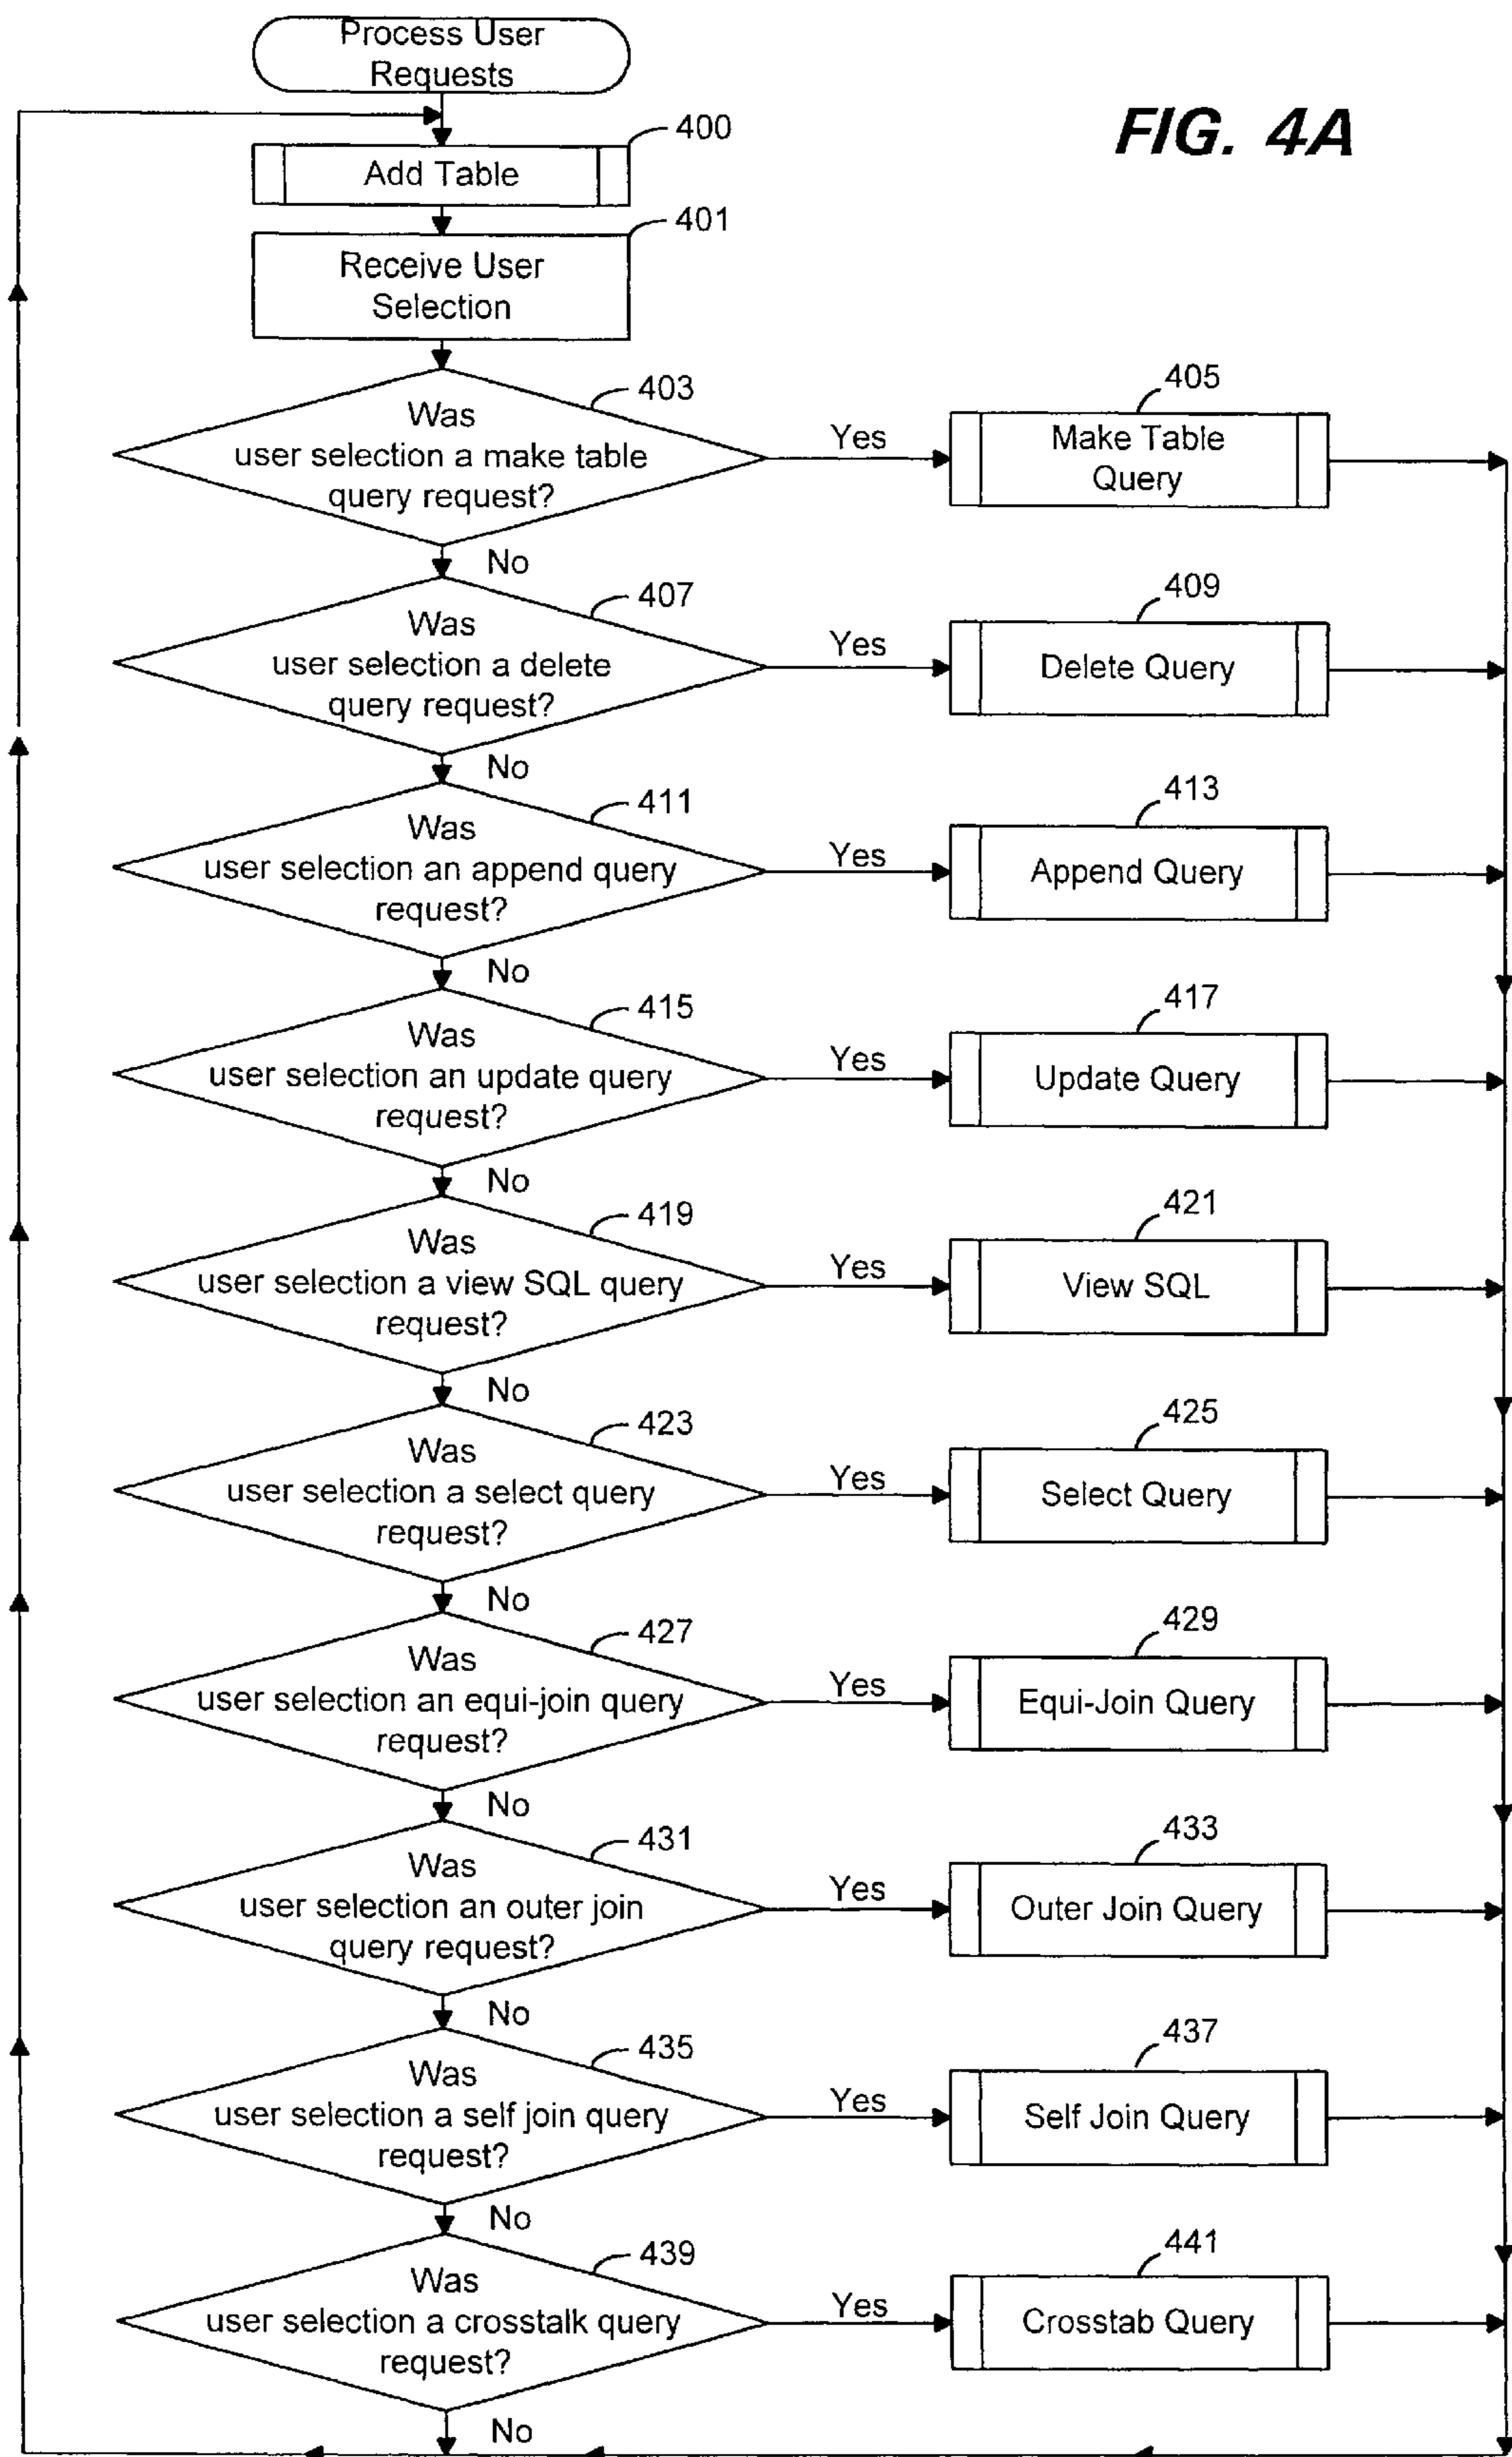 Process User
Requests
FIG. 4A
400
Add Table
401
Receive User
Selection
403
Was
user selection a make table
query request?
Yes
405
Make Table
Query
No
407
Was
user selection a delete
query request?
Yes
409
Delete Query
No
411
Was
user selection an append query
request?
Yes
413
Append Query
No
415
Was
user selection an update query
request?
Yes
417
Update Query
No
419
Was
user selection a view SQL query
request?
Yes
421
View SQL
No
423
Was
user selection a select query
request?
Yes
425
Select Query
No
427
Was
user selection an equi-join query
request?
Yes
429
Equi-Join Query
No
431
Was
user selection an outer join
query request?
Yes
433
Outer Join Query
No
435
Was
user selection a self join query
request?
Yes
437
Self Join Query
No
439
Was
user selection a crosstalk query
request?
Yes
441
Crosstab Query
No